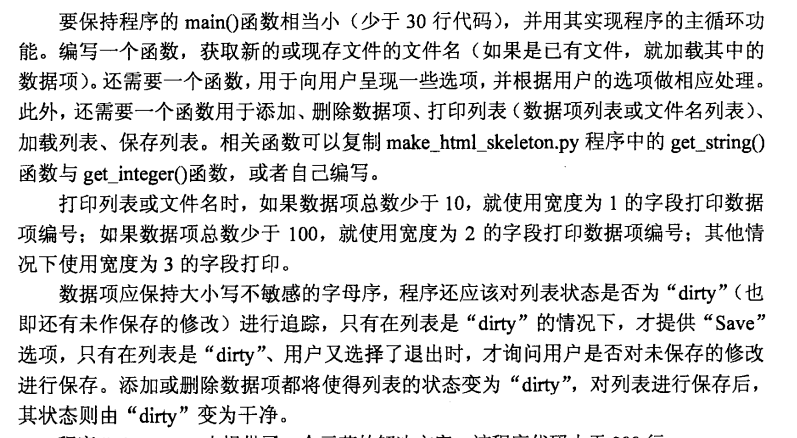 要保持程序的 main()函数相当小（少于 30 行代码），并用其实现程序的主循环功
能。编写一个函数，获取新的或现存文件的文件名（如果是已有文件，就加载其中的
数据项）。还需要一个函数，用于向用户呈现一些选项，并根据用户的选项做相应处理。
此外，还需要一个函数用于添加、删除数据项、打印列表（数据项列表或文件名列表）、
加载列表、保存列表。相关函数可以复制 make_html_skeleton.py 程序中的 get_string()
函数与 get_integer()函数，或者自己编写。
打印列表或文件名时，如果数据项总数少于 10，就使用宽度为 1 的字段打印数据
项编号；如果数据项总数少于 100，就使用宽度为 2 的字段打印数据项编号；其他情
况下使用宽度为 3 的字段打印。
数据项应保持大小写不敏感的字母序，程序还应该对列表状态是否为“dirty”（也
即还有未作保存的修改）进行追踪，只有在列表是“dirty”的情况下，才提供“Save”
选项，只有在列表是“dirty”、用户又选择了退出时，才询问用户是否对未保存的修改
进行保存。添加或删除数据项都将使得列表的状态变为“dirty”，对列表进行保存后，
其状态则由“dirty”变为干净。